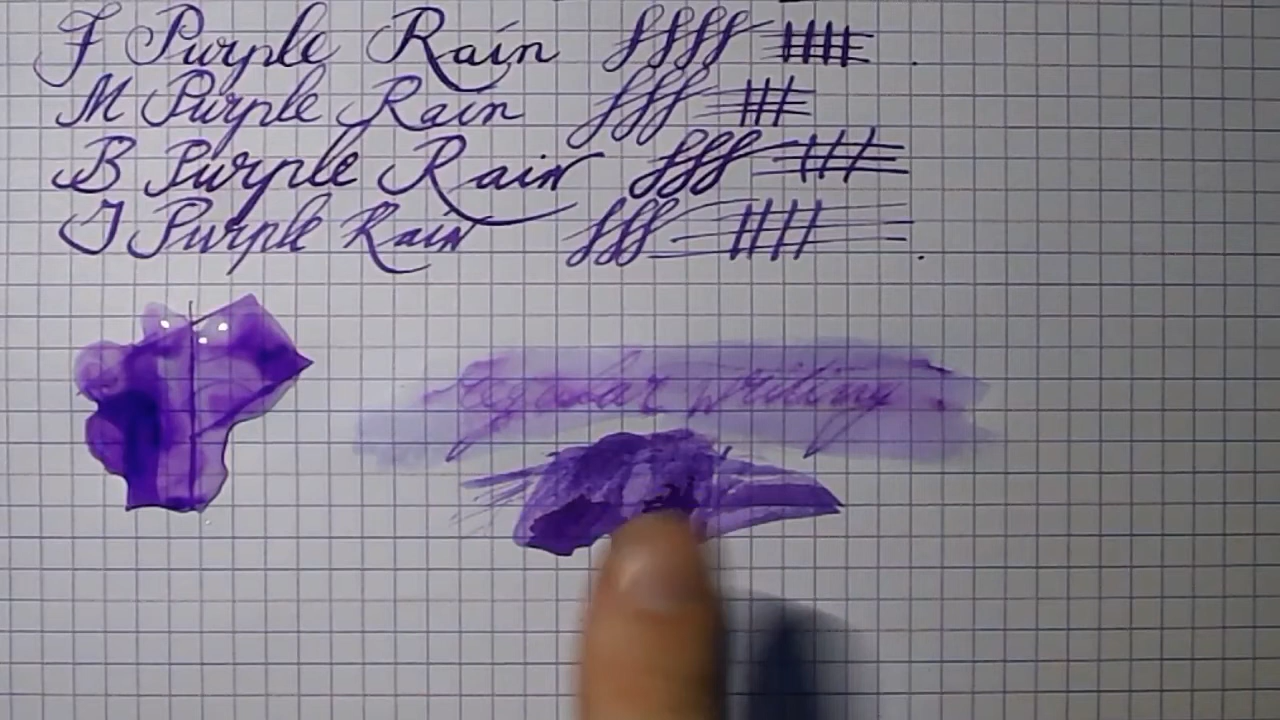 F Purple Rain
M Purple Rain
B Purple Rain
J Purple Rain
Regular writing